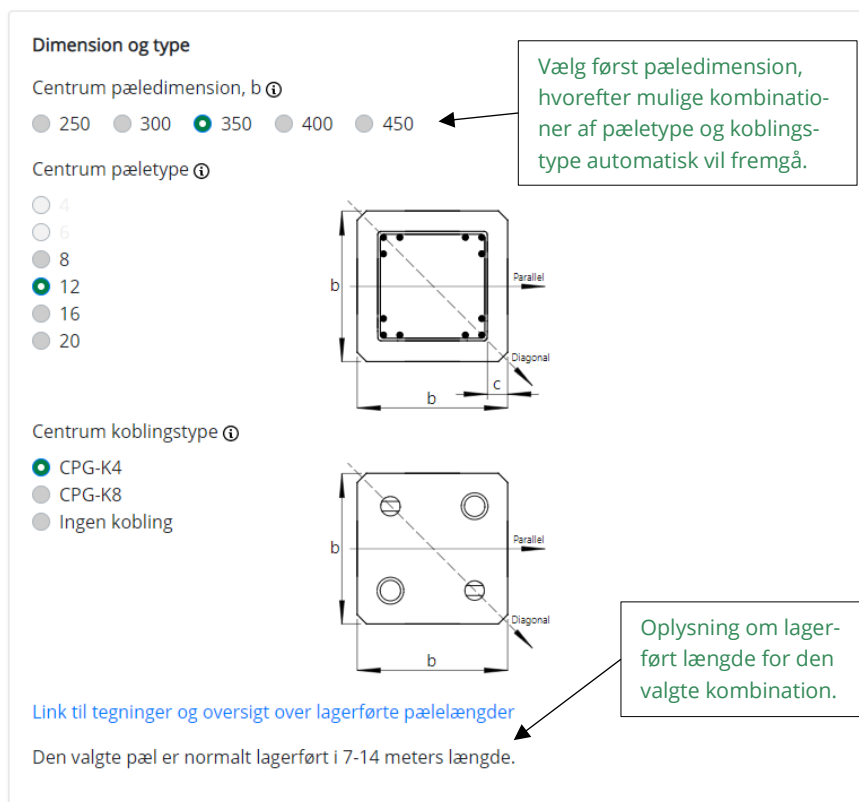 Dimension og type
Vælg først pæledimension,
hvorefter mulige kombinatio-
ner af pæletype og koblings-
type automatisk vil fremgå.
Centrum pæledimension, b
250 300 350 400 450
Centrum pæletype
4
6
8
12
16
20
b
Parallel
Diagonal
c
b
Centrum koblingstype
CPG-K4
CPG-K8
Ingen kobling
b
Parallel
Diagonal
b
Oplysning om lager-
ført længde for den
valgte kombination.
Link til tegninger og oversigt over lagerførte pælelængder
Den valgte pæl er normalt lagerført i 7-14 meters længde.